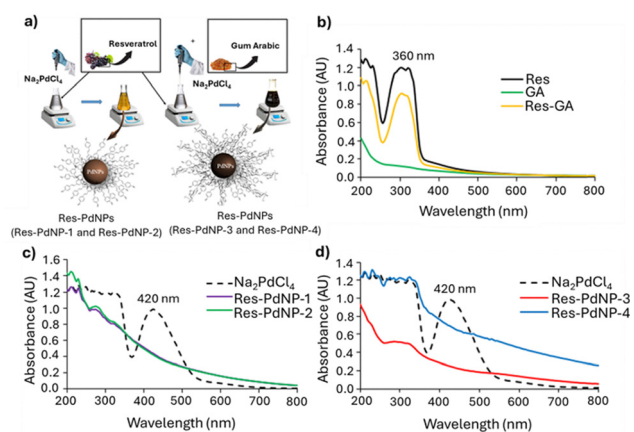 a)
Resveratrol
Gum Arabic
+
Na2PdCl4
Na2PdCl4
PdNPs
PdNPs
Res-PdNPs
(Res-PdNP-1 and Res-PdNP-2)
Res-PdNPs
(Res-PdNP-3 and Res-PdNP-4)
b)
Absorbance (AU)
1.4
1.2
1.0
0.8
0.6
0.4
0.2
0.0
360 nm
Res
GA
Res-GA
200 300 400 500 600 700 800
Wavelength (nm)
c)
Absorbance (AU)
1.6
1.4
1.2
1.0
0.8
0.6
0.4
0.2
0.0
420 nm
Na2PdCl4
Res-PdNP-1
Res-PdNP-2
200 300 400 500 600 700 800
Wavelength (nm)
d)
Absorbance (AU)
1.4
1.2
1.0
0.8
0.6
0.4
0.2
0.0
420 nm
Na2PdCl4
Res-PdNP-3
Res-PdNP-4
200 300 400 500 600 700 800
Wavelength (nm)